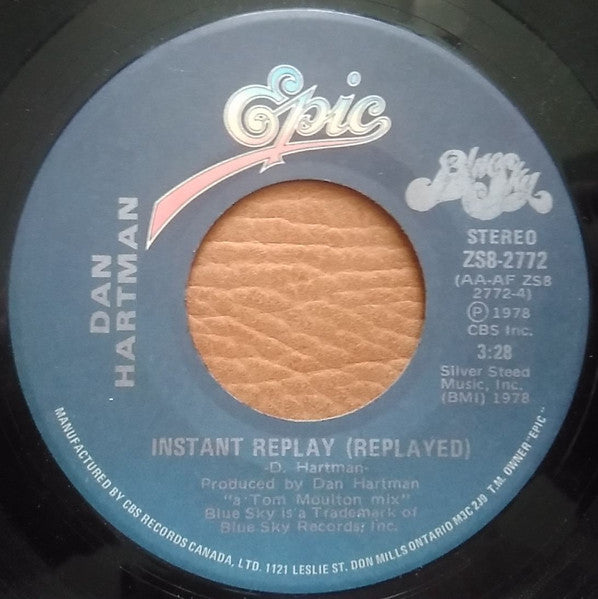 Epic
Blue Sky
DAN
HARTMAN
STEREO
ZS8-2772
(AA-AF ZS8
2772-4)
Ⓟ 1978
CBS Inc.
3:28
Silver Steed
Music, Inc.
(BMI) 1978
INSTANT REPLAY (REPLAYED)
-D. Hartman-
Produced by Dan Hartman
"a Tom Moulton mix"
Blue Sky is a Trademark of
Blue Sky Records, Inc.
MANUFACTURED BY CBS RECORDS CANADA, LTD. 1121 LESLIE ST. DON MILLS ONTARIO M3C 2J9 T.M. OWNER "EPIC"